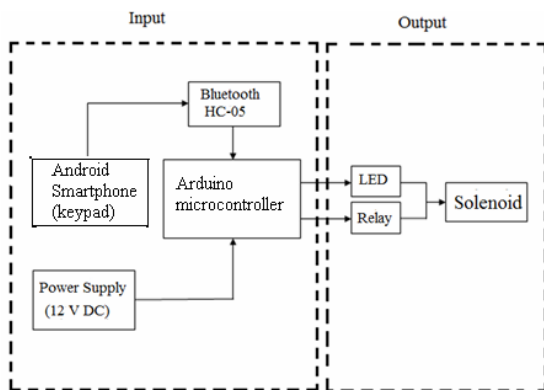 Input
Output
Bluetooth
HC-05
Android
Smartphone
(keypad)
Arduino
microcontroller
LED
Relay
Solenoid
Power Supply
(12 V DC)